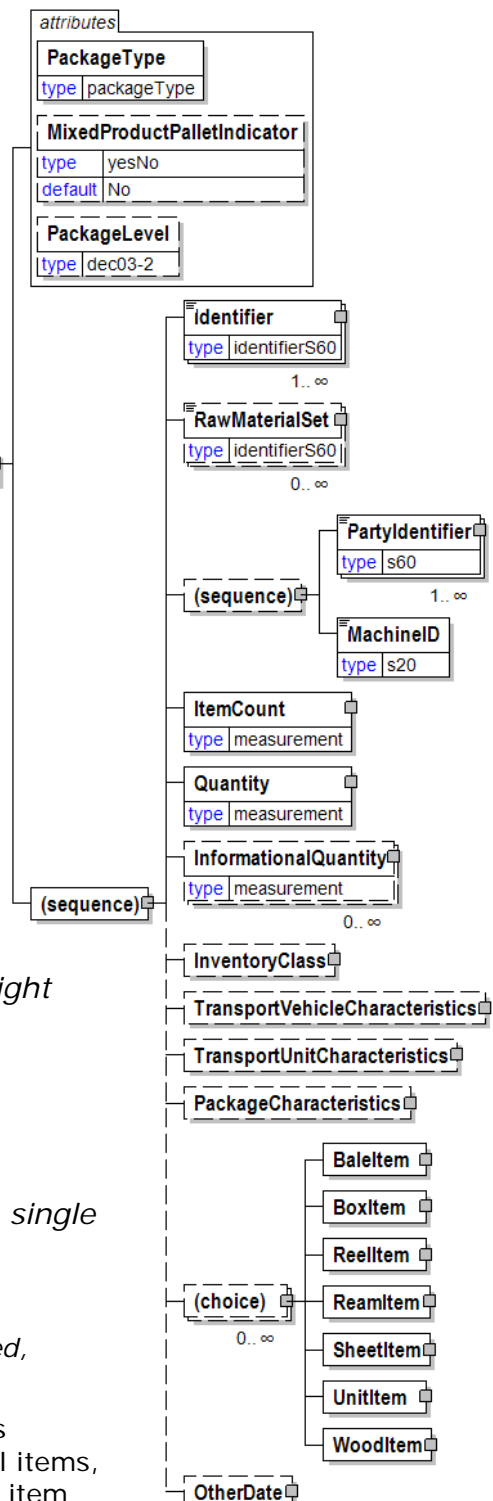 attributes
PackageType
type packageType
MixedProductPalletIndicator
type yesNo
default No
PackageLevel
type dec03-2
Identifier
type identifierS60
1.. ∞
RawMaterialSet
type identifierS60
0.. ∞
PartyIdentifier
type s60
1.. ∞
(sequence)
MachineID
type s20
ItemCount
type measurement
Quantity
type measurement
InformationalQuantity
type measurement
0.. ∞
(sequence)
InventoryClass
TransportVehicleCharacteristics
TransportUnitCharacteristics
PackageCharacteristics
BaleItem
BoxItem
ReelItem
(choice)
0.. ∞
ReamItem
SheetItem
UnitItem
WoodItem
OtherDate
single
items,
item